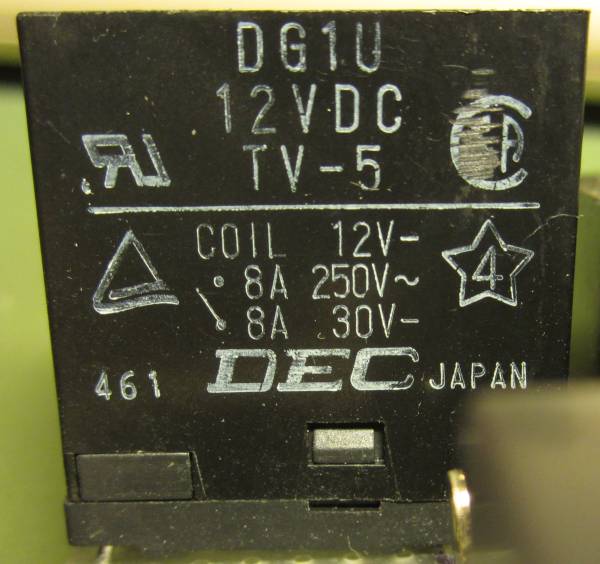 DG1U
12VDC
TV-5
COIL 12V-
8A 250V~
8A 30V-
4
461 DEC JAPAN